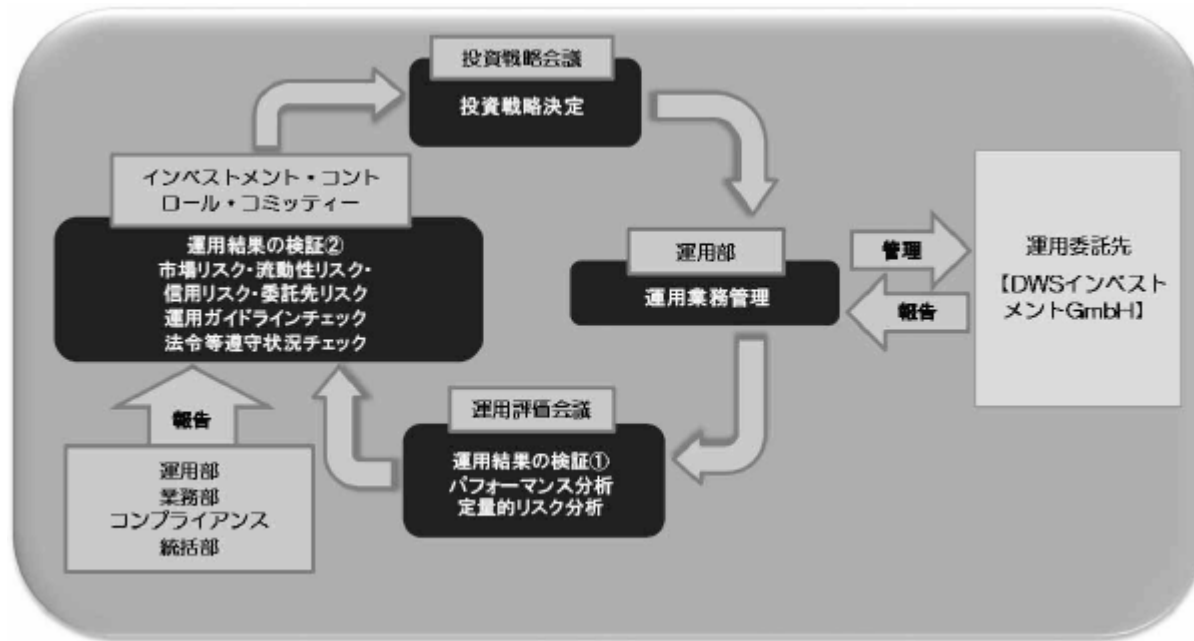 投資戦略会議
投資戦略決定
インベストメント・コント
ロール・コミッティー
運用結果の検証②
市場リスク・流動性リスク・
信用リスク・委託先リスク
運用ガイドラインチェック
法令等遵守状況チェック
運用部
運用業務管理
管理
報告
運用委託先
【DWSインベスト
メントGmbH】
運用評価会議
運用結果の検証①
パフォーマンス分析
定量的リスク分析
報告
運用部
業務部
コンプライアンス
統括部